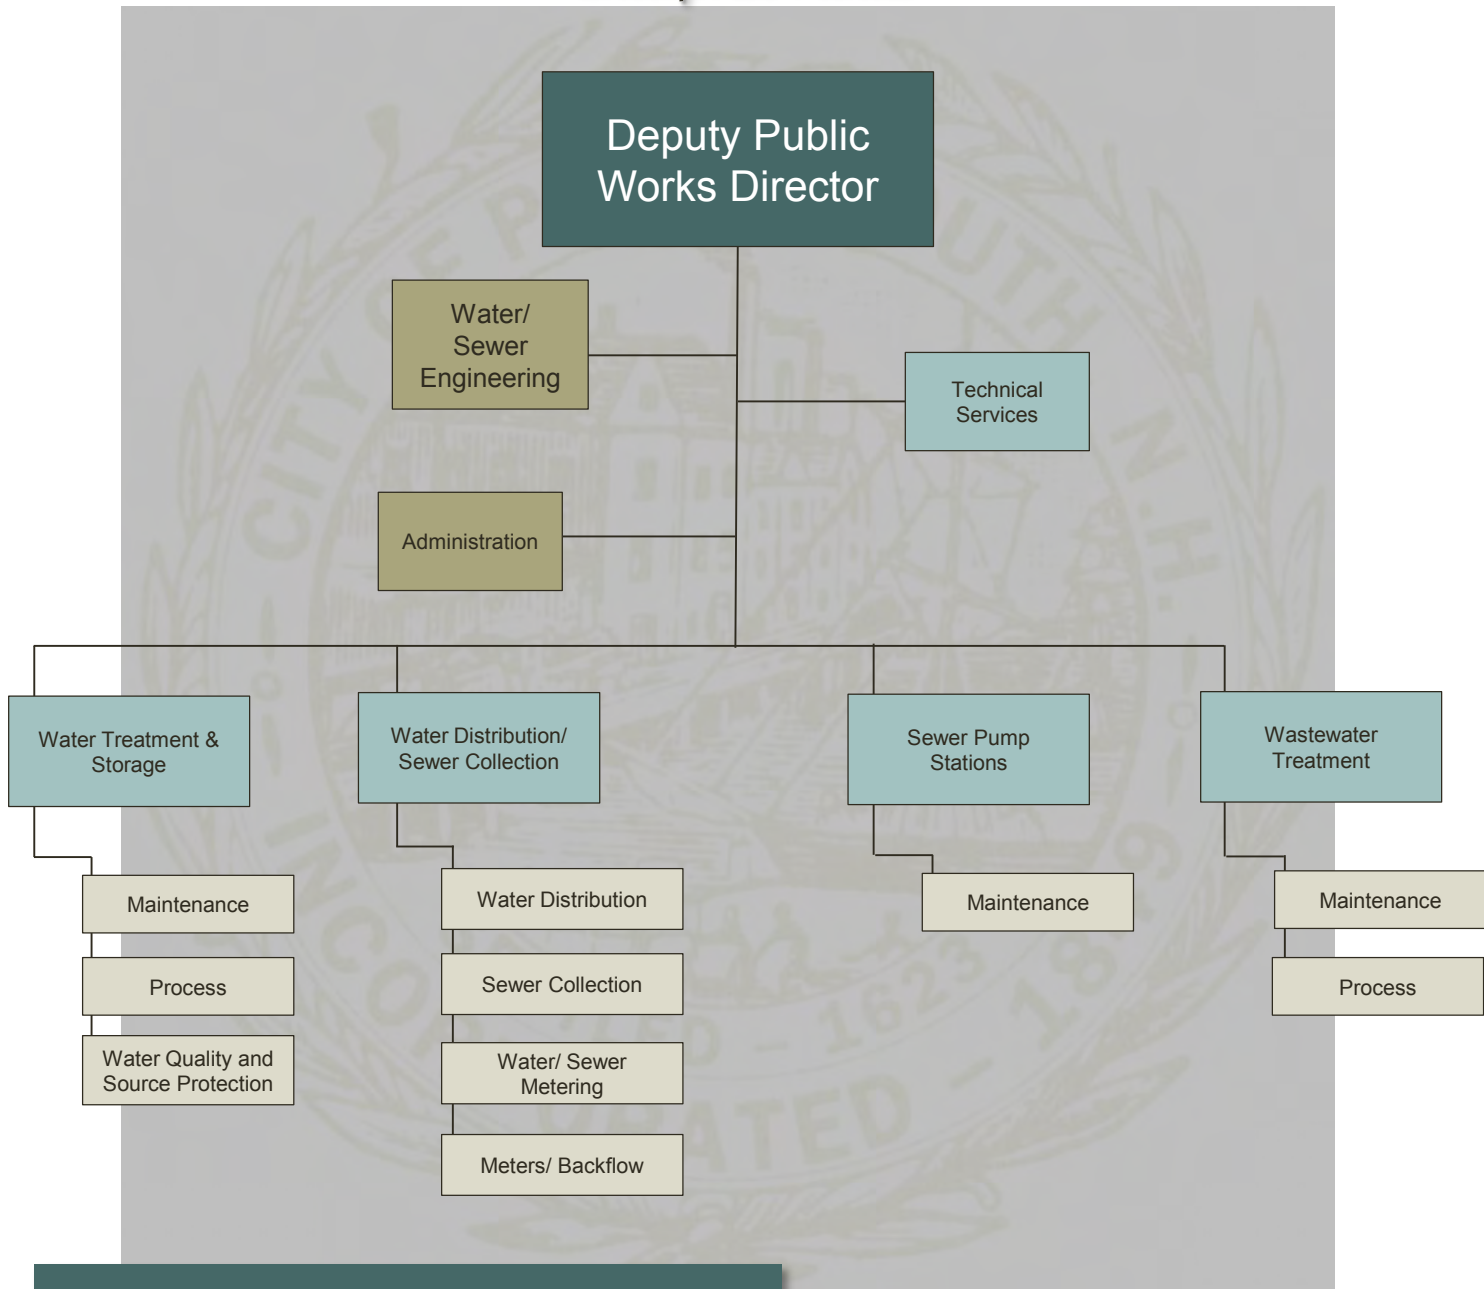 Deputy Public
Works Director
Water/
Sewer
Engineering
Technical
Services
Administration
Water Treatment &
Storage
Water Distribution/
Sewer Collection
Sewer Pump
Stations
Wastewater
Treatment
Maintenance
Process
Water Quality and
Source Protection
Water Distribution
Sewer Collection
Water/ Sewer
Metering
Meters/ Backflow
Maintenance
Maintenance
Process